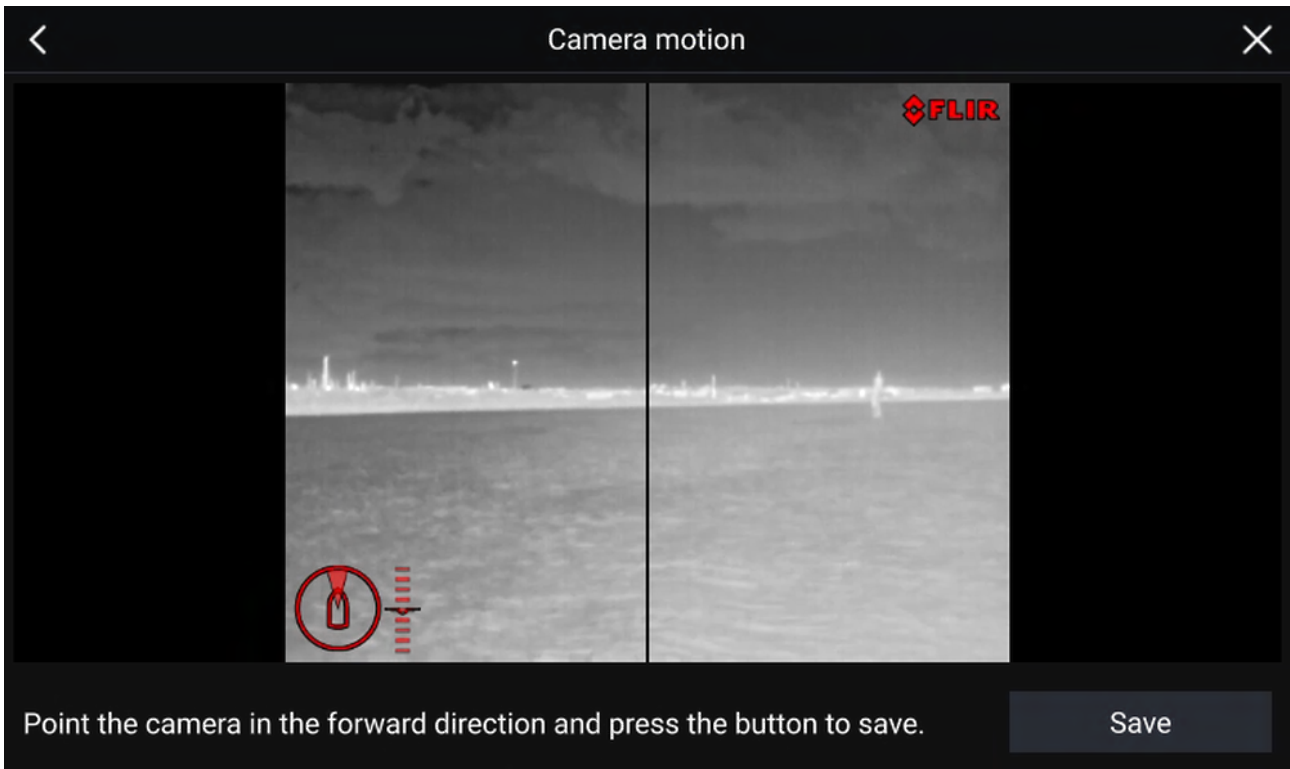 Camera motion
FLIR
Point the camera in the forward direction and press the button to save.
Save